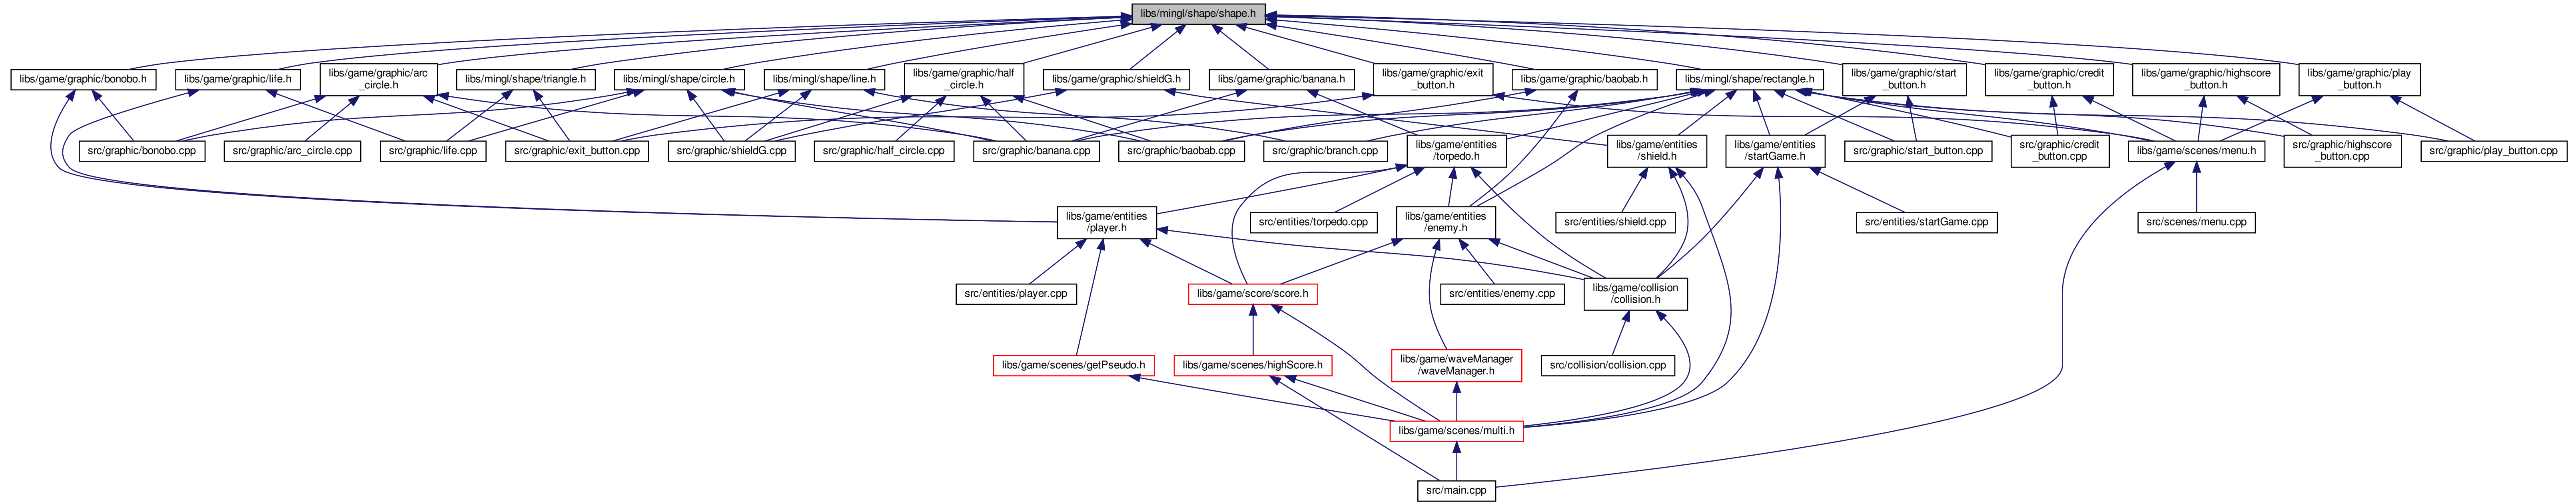 libs/mingl/shape/shape.h
libs/game/graphic/bonobo.h
libs/game/graphic/life.h
libs/game/graphic/arc
_circle.h
libs/mingl/shape/triangle.h
libs/mingl/shape/circle.h
libs/mingl/shape/line.h
libs/game/graphic/half
_circle.h
libs/game/graphic/shieldG.h
libs/game/graphic/banana.h
libs/game/graphic/exit
_button.h
libs/game/graphic/baobab.h
libs/mingl/shape/rectangle.h
libs/game/graphic/start
_button.h
libs/game/graphic/credit
_button.h
libs/game/graphic/highscore
_button.h
libs/game/graphic/play
_button.h
src/graphic/bonobo.cpp
src/graphic/arc_circle.cpp
src/graphic/life.cpp
src/graphic/exit_button.cpp
src/graphic/shieldG.cpp
src/graphic/half_circle.cpp
src/graphic/banana.cpp
src/graphic/baobab.cpp
src/graphic/branch.cpp
libs/game/entities
/torpedo.h
libs/game/entities
/shield.h
libs/game/entities
/startGame.h
src/graphic/start_button.cpp
src/graphic/credit
_button.cpp
libs/game/scenes/menu.h
src/graphic/highscore
_button.cpp
src/graphic/play_button.cpp
libs/game/entities
/player.h
src/entities/torpedo.cpp
libs/game/entities
/enemy.h
src/entities/shield.cpp
src/entities/startGame.cpp
src/scenes/menu.cpp
src/entities/player.cpp
libs/game/score/score.h
src/entities/enemy.cpp
libs/game/collision
/collision.h
libs/game/scenes/getPseudo.h
libs/game/scenes/highScore.h
libs/game/waveManager
/waveManager.h
src/collision/collision.cpp
libs/game/scenes/multi.h
src/main.cpp